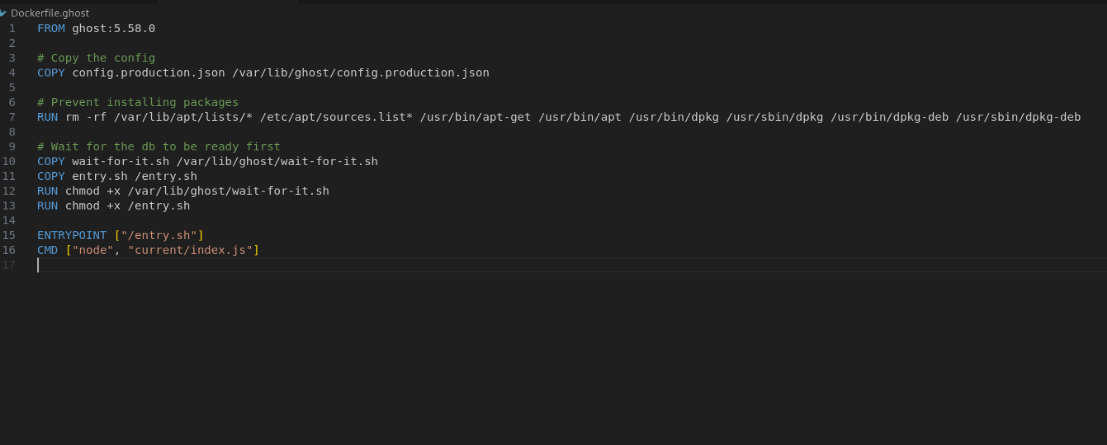 Dockerfile.ghost
1 FROM ghost:5.58.0
2
3 # Copy the config
4 COPY config.production.json /var/lib/ghost/config.production.json
5
6 # Prevent installing packages
7 RUN rm -rf /var/lib/apt/lists/* /etc/apt/sources.list* /usr/bin/apt-get /usr/bin/apt /usr/bin/dpkg /usr/sbin/dpkg /usr/bin/dpkg-deb /usr/sbin/dpkg-deb
8
9 # Wait for the db to be ready first
10 COPY wait-for-it.sh /var/lib/ghost/wait-for-it.sh
11 COPY entry.sh /entry.sh
12 RUN chmod +x /var/lib/ghost/wait-for-it.sh
13 RUN chmod +x /entry.sh
14
15 ENTRYPOINT ["/entry.sh"]
16 CMD ["node", "current/index.js"]
17